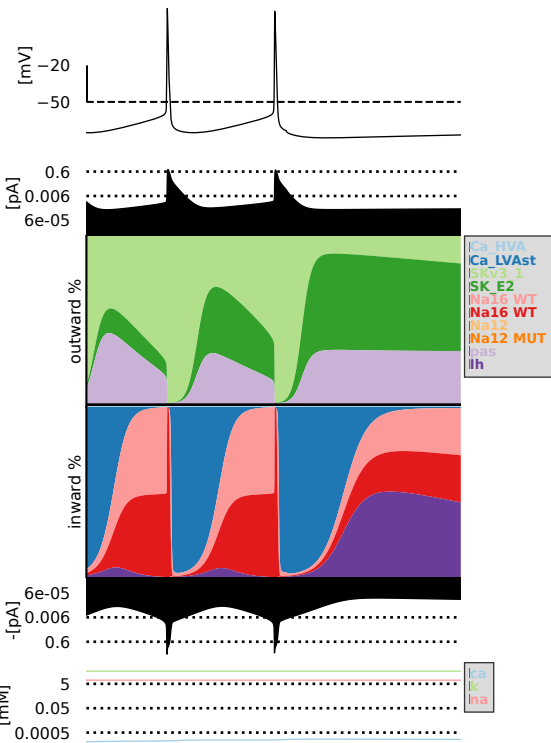 [mV]
−20
−50
[pA]
0.6
0.006
6e-05
outward %
Ca_HVA
Ca_LVAst
SKv3_1
SK_E2
Na16 WT
Na16 WT
Na12
Na12 MUT
pas
Ih
inward %
-[pA]
6e-05
0.006
0.6
[mM]
5
0.05
0.0005
ca
k
na